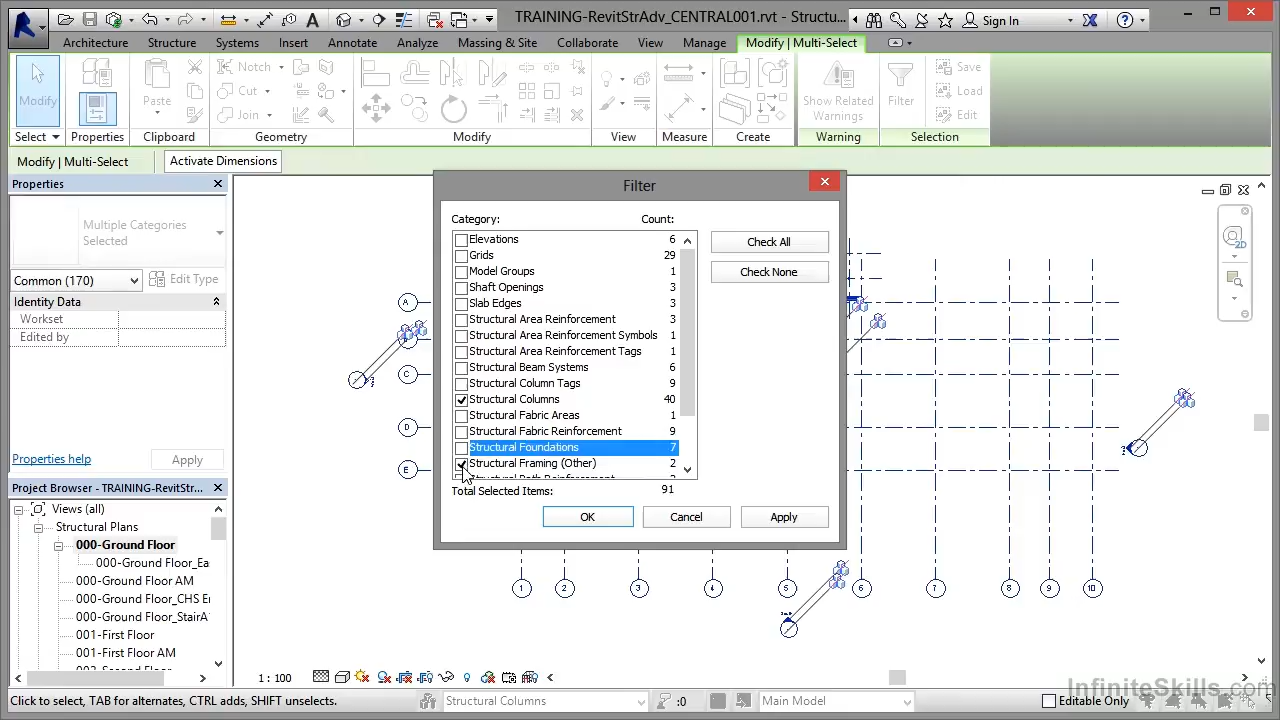 TRAINING-RevitStrAdv_CENTRAL001.rvt - Structu...
Sign In
Architecture Structure Systems Insert Annotate Analyze Massing & Site Collaborate View Manage Modify | Multi-Select
Modify
Paste
Notch
Cut
Join
Show Related
Warnings
Filter
Save
Load
Edit
Select Properties Clipboard Geometry Modify View Measure Create Warning Selection
Modify | Multi-Select Activate Dimensions
Properties
Multiple Categories
Selected
Common (170) Edit Type
Identity Data
Workset
Edited by
Properties help Apply
Project Browser - TRAINING-RevitStr...
Views (all)
Structural Plans
000-Ground Floor
000-Ground Floor_Ea
000-Ground Floor AM
000-Ground Floor_CHS Er
000-Ground Floor_StairA
001-First Floor
001-First Floor AM
Filter
Category: Count:
Elevations 6
Grids 29
Model Groups 1
Shaft Openings 3
Slab Edges 3
Structural Area Reinforcement 3
Structural Area Reinforcement Symbols 1
Structural Area Reinforcement Tags 1
Structural Beam Systems 6
Structural Column Tags 9
Structural Columns 40
Structural Fabric Areas 1
Structural Fabric Reinforcement 9
Structural Foundations 7
Structural Framing (Other) 2
Total Selected Items: 91
Check All
Check None
OK Cancel Apply
2D
A
C
D
E
1 2 3 4 5 6 7 8 9 10
1 : 100
Click to select, TAB for alternates, CTRL adds, SHIFT unselects.
Structural Columns
:0
Main Model
Editable Only
InfiniteSkills.com